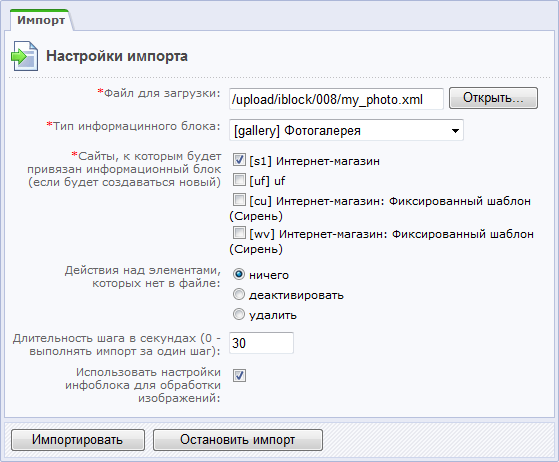 Импорт
Настройки импорта
*Файл для загрузки: /upload/iblock/008/my_photo.xml Открыть...
*Тип информацинного блока: [gallery] Фотогалерея
*Сайты, к которым будет
привязан информационный блок
(если будет создаваться новый)
[s1] Интернет-магазин
[uf] uf
[cu] Интернет-магазин: Фиксированный шаблон
(Сирень)
[wv] Интернет-магазин: Фиксированный шаблон
(Сирень)
Действия над элементами,
которых нет в файле:
ничего
деактивировать
удалить
Длительность шага в секундах (0 -
выполнять импорт за один шаг):
30
Использовать настройки
инфоблока для обработки
изображений:
Импортировать Остановить импорт